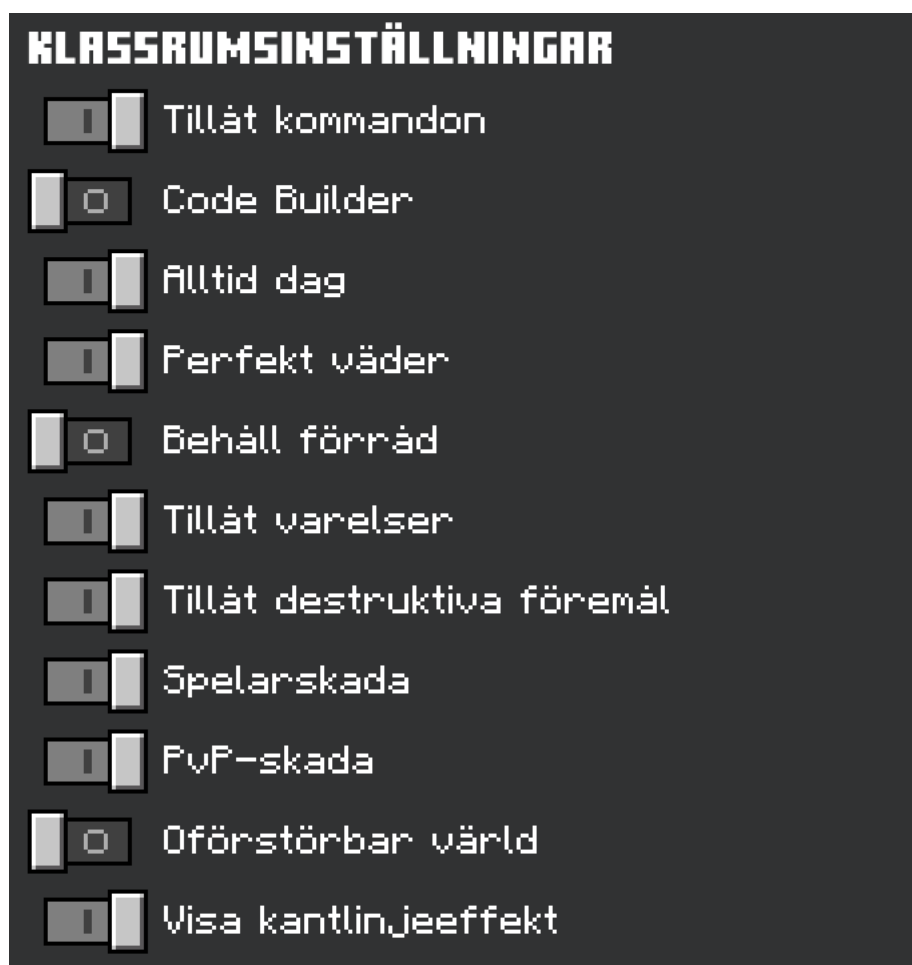 KLASSRUMSINSTÄLLNINGAR
Tillåt kommandon
Code Builder
Alltid dag
Perfekt väder
Behåll förråd
Tillåt varelser
Tillåt destruktiva föremål
Spelarskada
PvP-skada
Oförstörbar värld
Visa kantlinjeeffekt